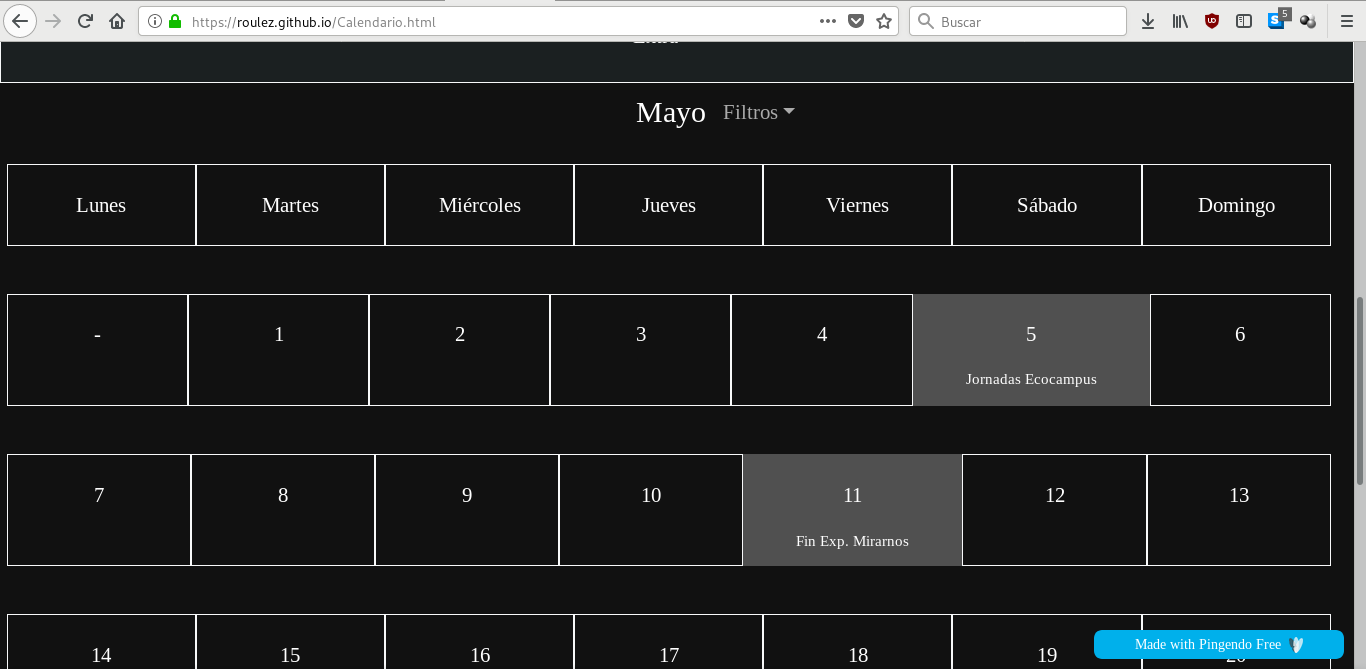 https://roulez.github.io/Calendario.html
Buscar
5
Mayo Filtros
Lunes Martes Miércoles Jueves Viernes Sábado Domingo
- 1 2 3 4 5 6
Jornadas Ecocampus
7 8 9 10 11 12 13
Fin Exp. Mirarnos
14 15 16 17 18 19 20
Made with Pingendo Free